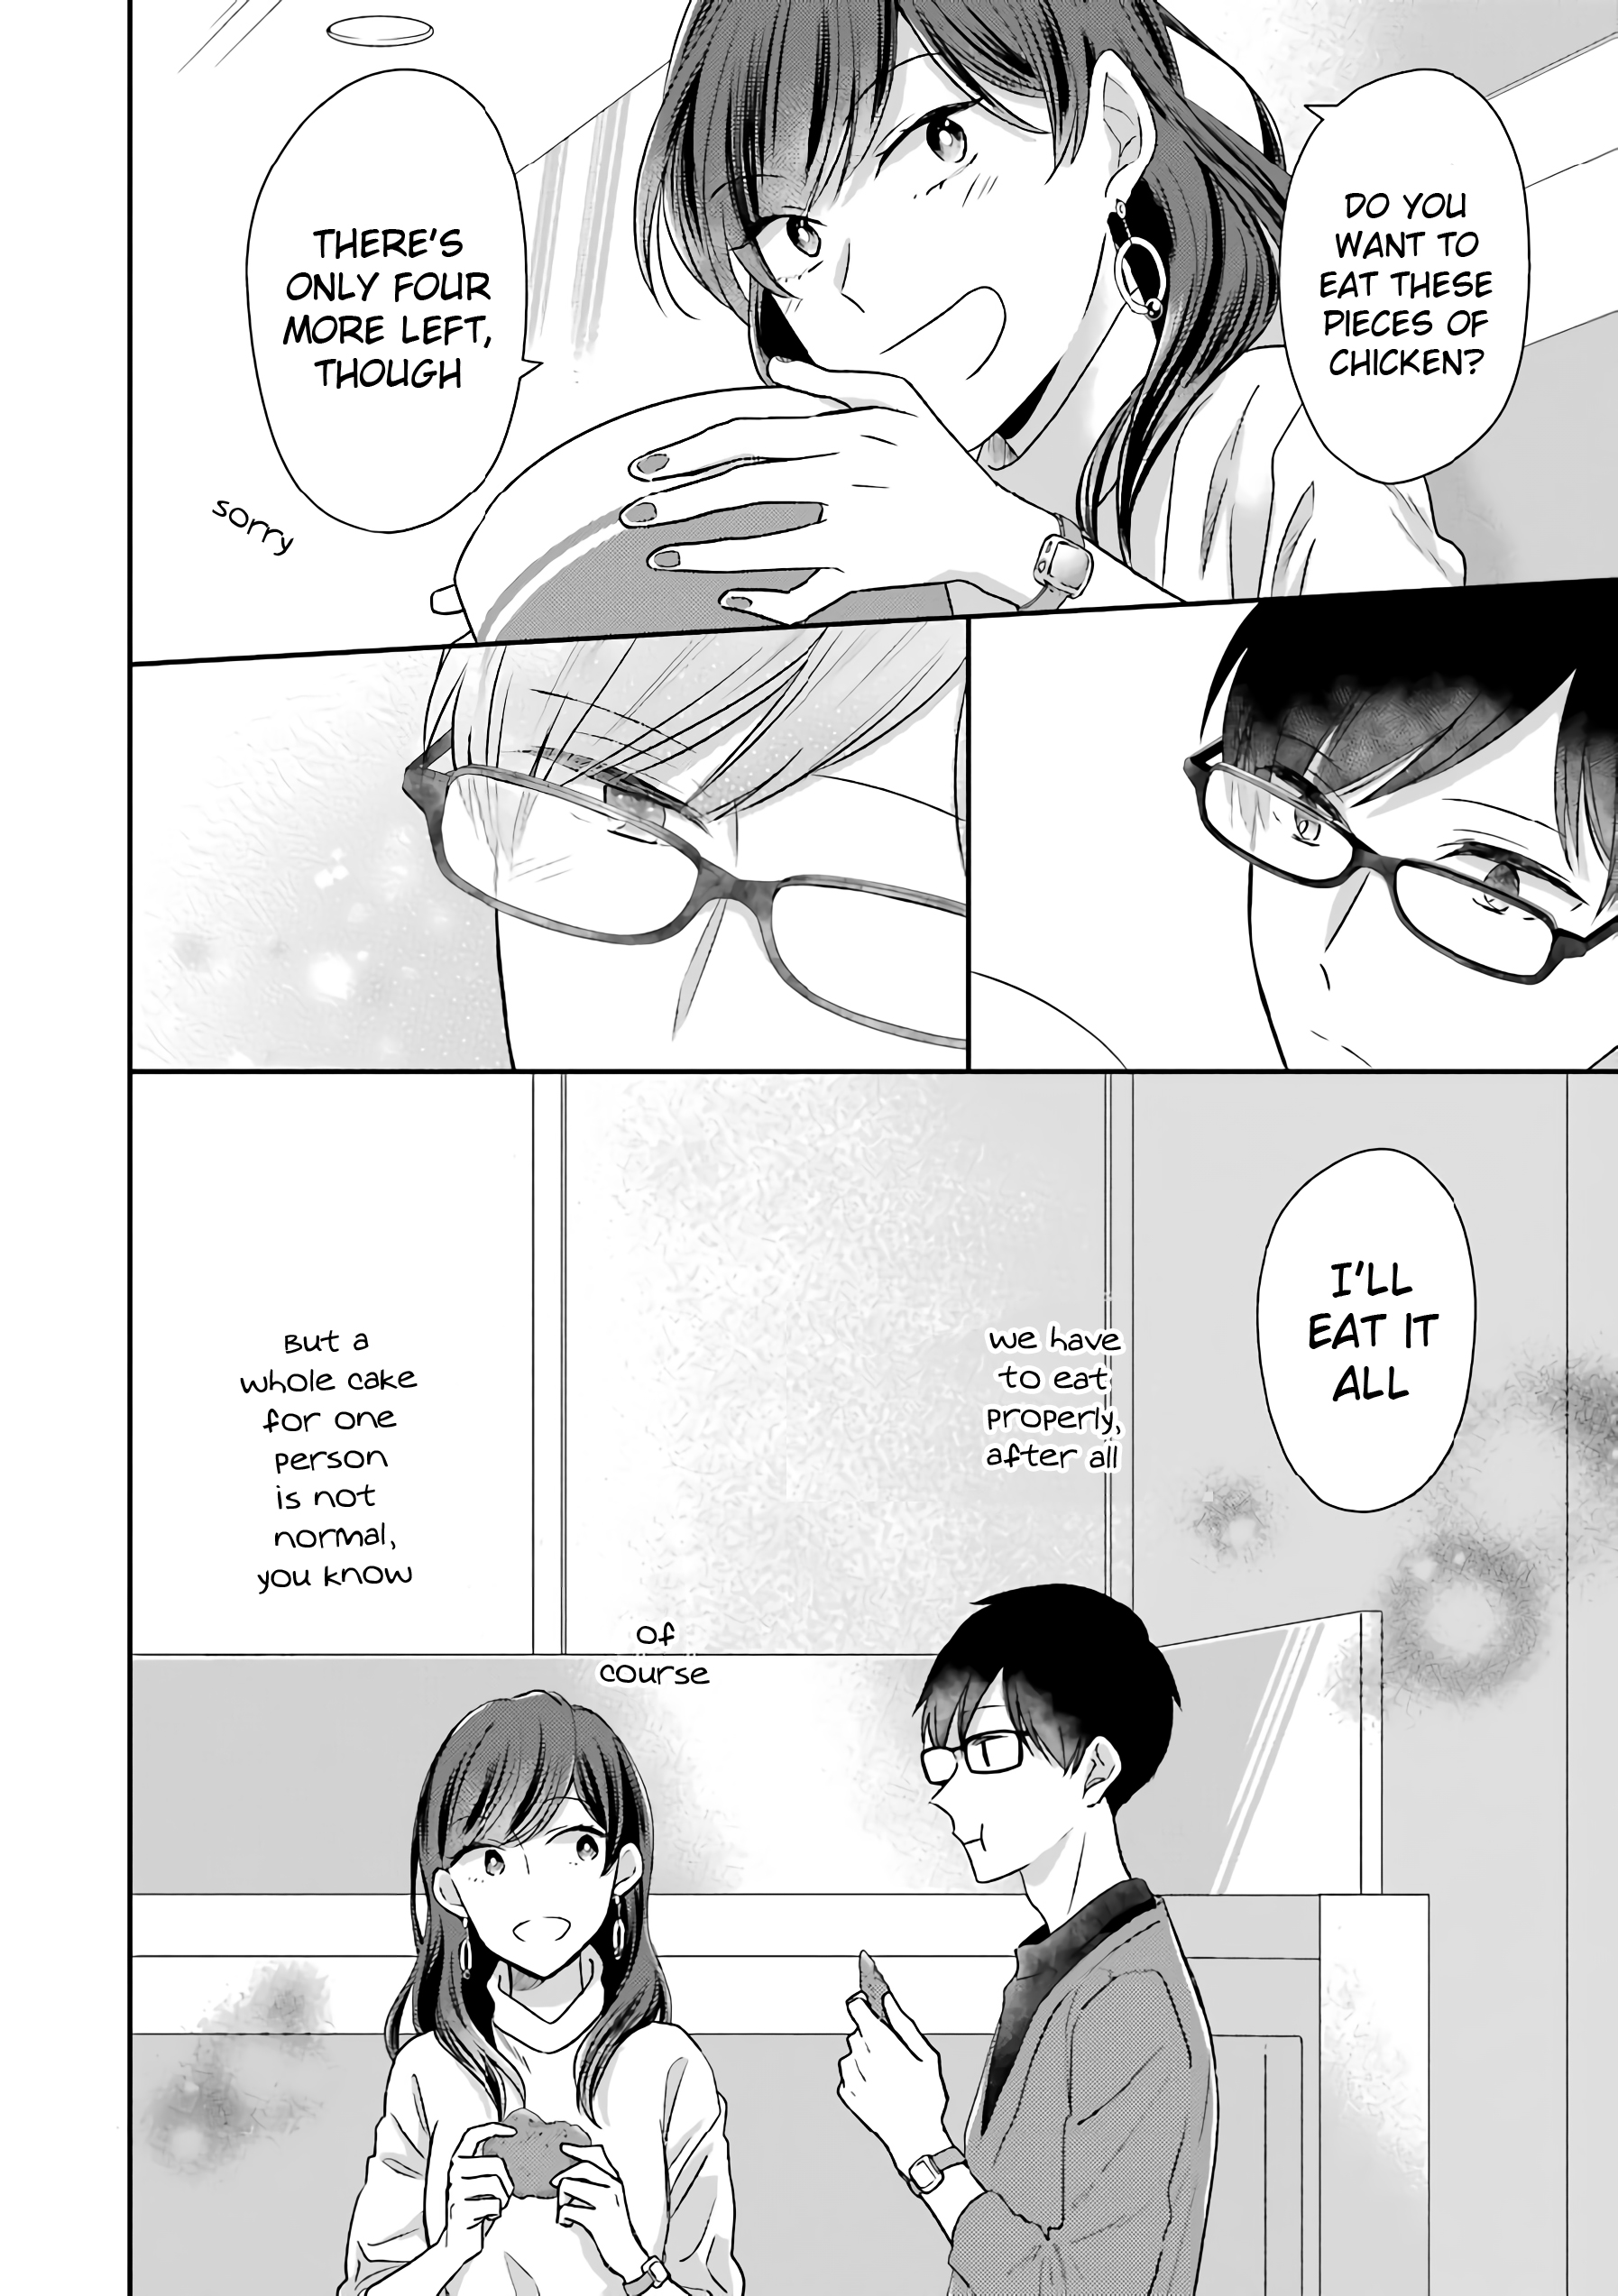 DO YOU
WANT TO
EAT THESE
PIECES OF
CHICKEN?
THERE'S
ONLY FOUR
MORE LEFT,
THOUGH
sorry
I'LL
EAT IT
ALL
we have
to eat
properly,
after all
of
course
But a
whole cake
for one
person
is not
normal,
you know